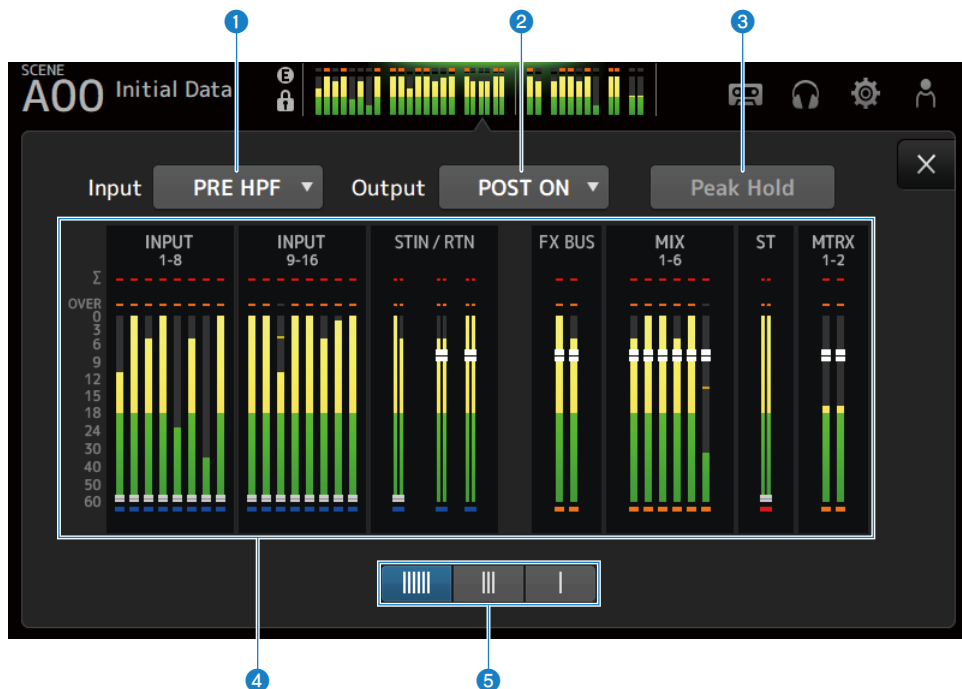 1 2 3
SCENE
A00 Initial Data E
Input PRE HPF Output POST ON Peak Hold
INPUT 1-8
INPUT 9-16
STIN / RTN
FX BUS
MIX 1-6
ST
MTRX 1-2
Σ
OVER
0
3
6
9
12
15
18
24
30
40
50
60
4 5